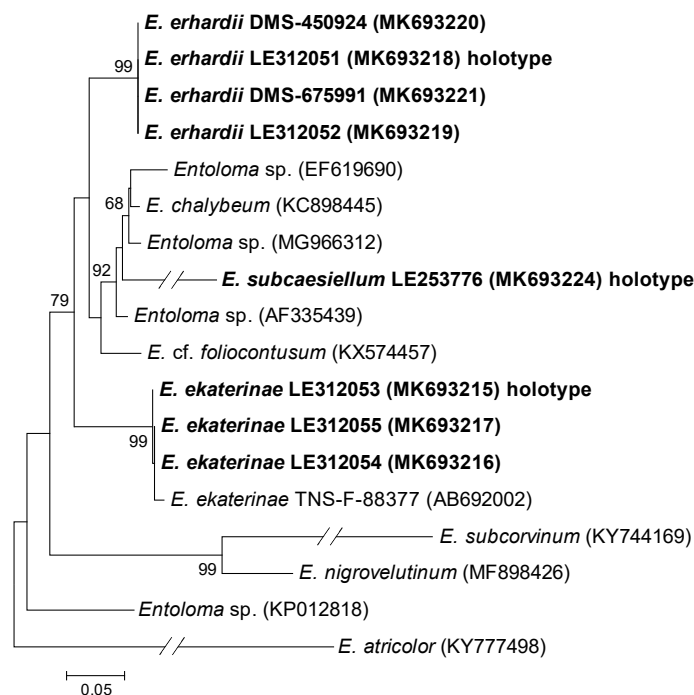 E. erhardii DMS-450924 (MK693220)
E. erhardii LE312051 (MK693218) holotype
99
E. erhardii DMS-675991 (MK693221)
E. erhardii LE312052 (MK693219)
Entoloma sp. (EF619690)
68
E. chalybeum (KC898445)
Entoloma sp. (MG966312)
92
E. subcaesiellum LE253776 (MK693224) holotype
79
Entoloma sp. (AF335439)
E. cf. foliocontusum (KX574457)
E. ekaterinae LE312053 (MK693215) holotype
E. ekaterinae LE312055 (MK693217)
99
E. ekaterinae LE312054 (MK693216)
E. ekaterinae TNS-F-88377 (AB692002)
E. subcorvinum (KY744169)
99
E. nigrovelutinum (MF898426)
Entoloma sp. (KP012818)
E. atricolor (KY777498)
0.05